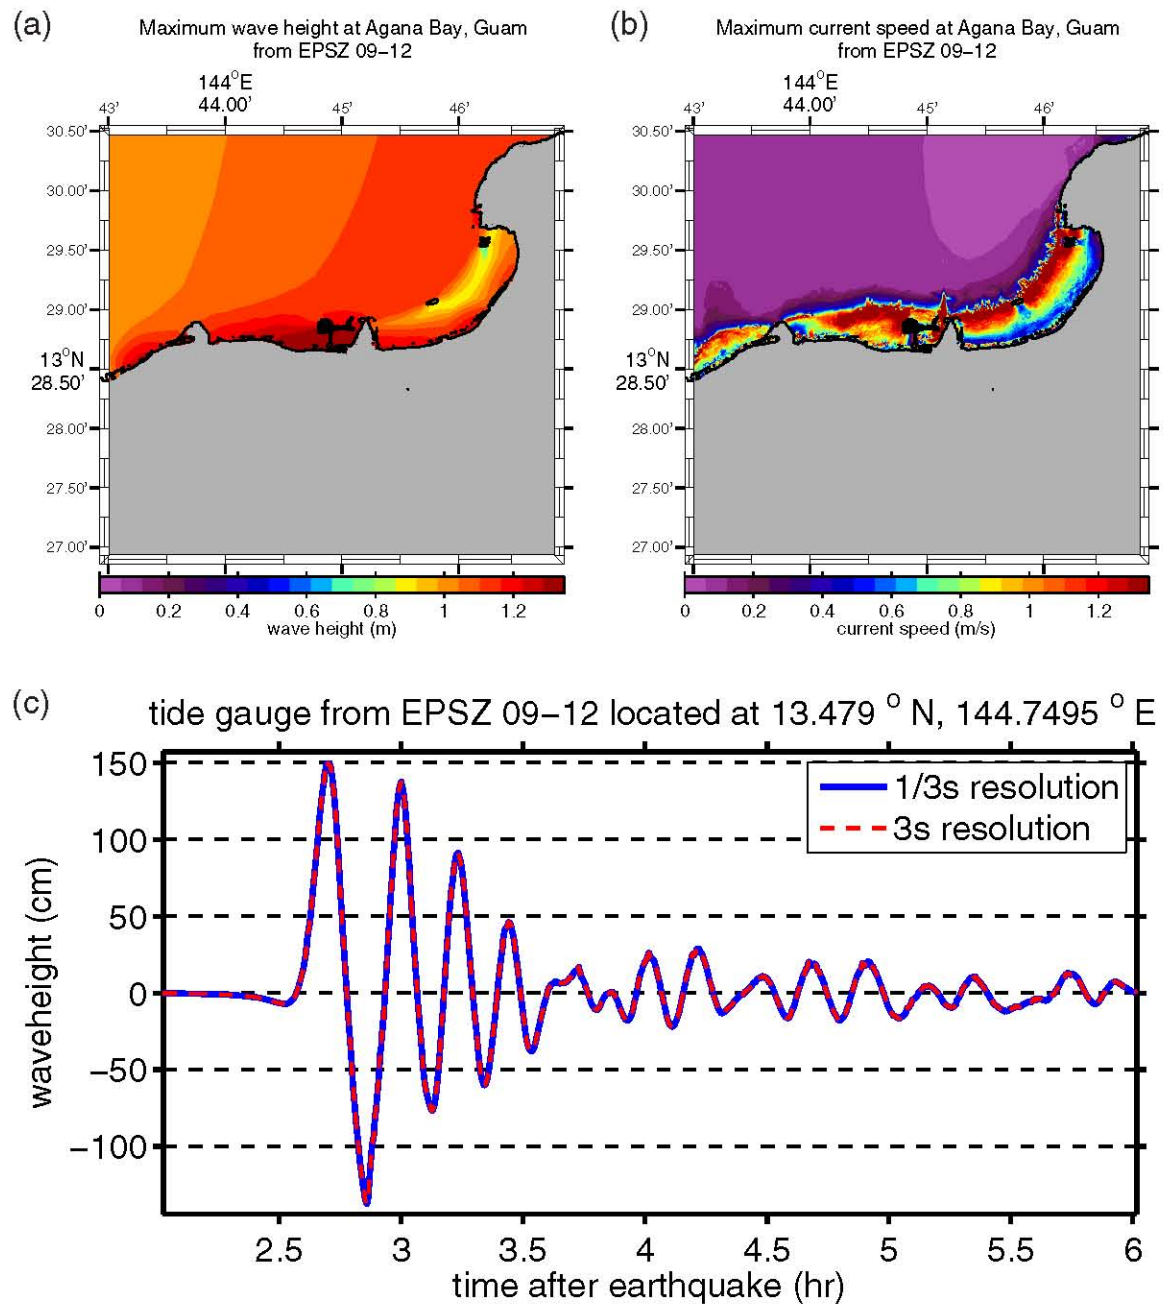 (a)
Maximum wave height at Agana Bay, Guam
from EPSZ 09−12
144°E
43' 44.00' 45' 46'
30.50'
30.00'
29.50'
29.00'
13°N
28.50'
28.00'
27.50'
27.00'
0 0.2 0.4 0.6 0.8 1 1.2
wave height (m)
(b)
Maximum current speed at Agana Bay, Guam
from EPSZ 09−12
144°E
43' 44.00' 45' 46'
30.50'
30.00'
29.50'
29.00'
13°N
28.50'
28.00'
27.50'
27.00'
0 0.2 0.4 0.6 0.8 1 1.2
current speed (m/s)
(c)
tide gauge from EPSZ 09−12 located at 13.479 ° N, 144.7495 ° E
150
100
50
0
−50
−100
waveheight (cm)
1/3s resolution
3s resolution
2.5 3 3.5 4 4.5 5 5.5 6
time after earthquake (hr)